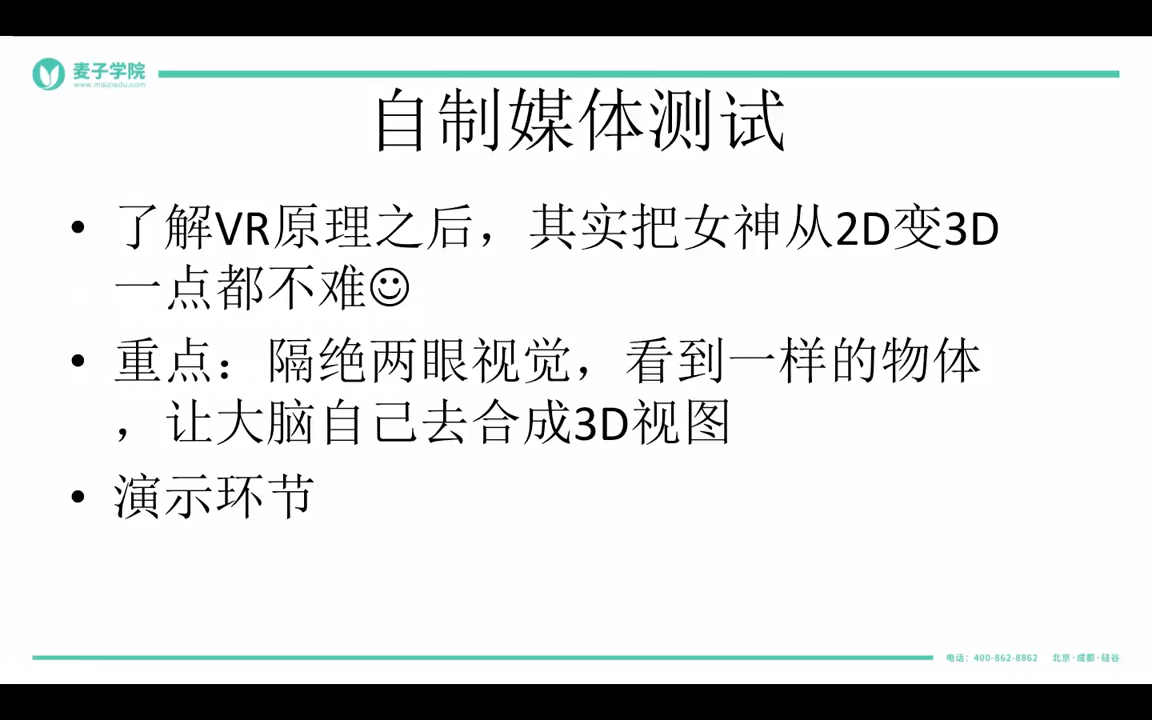 麦子学院
www.maiziedu.com
自制媒体测试
• 了解VR原理之后，其实把女神从2D变3D
一点都不难☺
• 重点：隔绝两眼视觉，看到一样的物体
，让大脑自己去合成3D视图
• 演示环节
电话：400-862-8862 北京·成都·硅谷